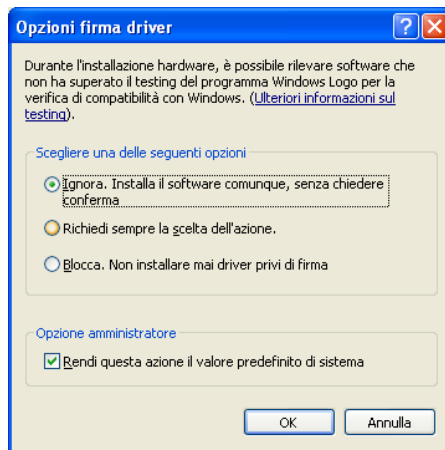 Opzioni firma driver
Durante l'installazione hardware, è possibile rilevare software che
non ha superato il testing del programma Windows Logo per la
verifica di compatibilità con Windows. (Ulteriori informazioni sul
testing).
Scegliere una delle seguenti opzioni
Ignora. Installa il software comunque, senza chiedere
conferma
Richiedi sempre la scelta dell'azione.
Blocca. Non installare mai driver privi di firma
Opzione amministratore
Rendi questa azione il valore predefinito di sistema
OK
Annulla